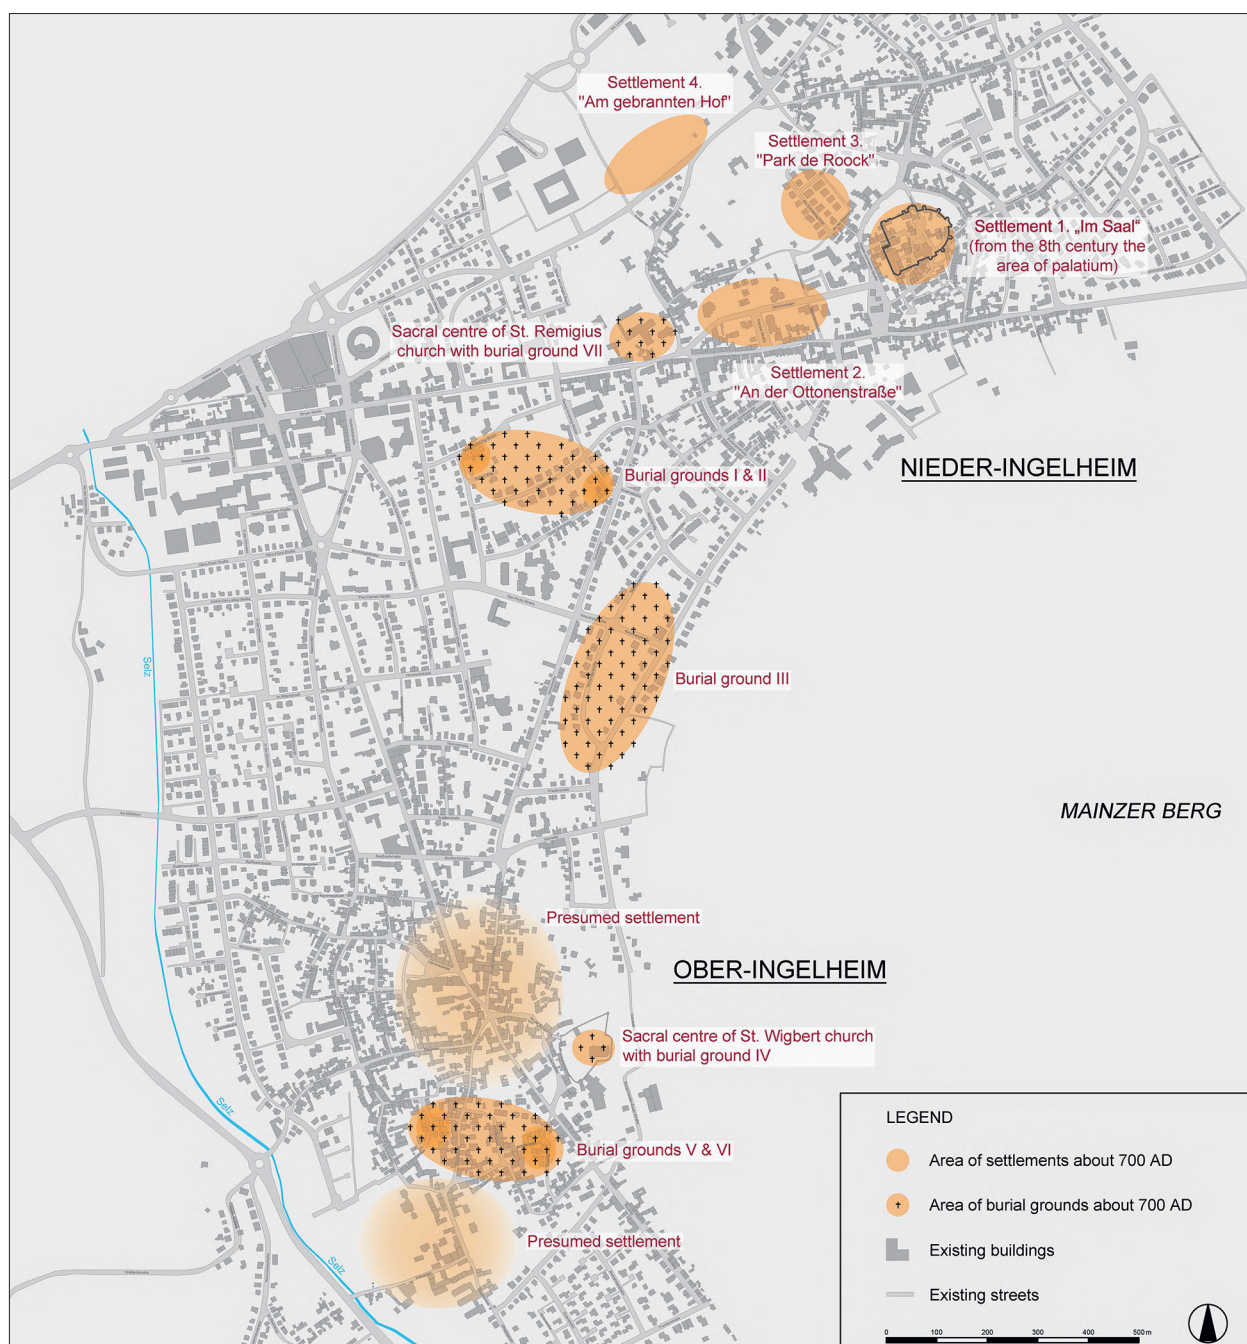 Settlement 4.
"Am gebrannten Hof"
Settlement 3.
"Park de Roock"
Settlement 1. „Im Saal“
(from the 8th century the
area of palatium)
Sacral centre of St. Remigius
church with burial ground VII
Settlement 2.
"An der Ottonenstraße"
Burial grounds I & II
NIEDER-INGELHEIM
Selz
Burial ground III
MAINZER BERG
Presumed settlement
OBER-INGELHEIM
Sacral centre of St. Wigbert church
with burial ground IV
Selz
Burial grounds V & VI
Presumed settlement
Selz
LEGEND
Area of settlements about 700 AD
Area of burial grounds about 700 AD
Existing buildings
Existing streets
0 100 200 300 400 500 m